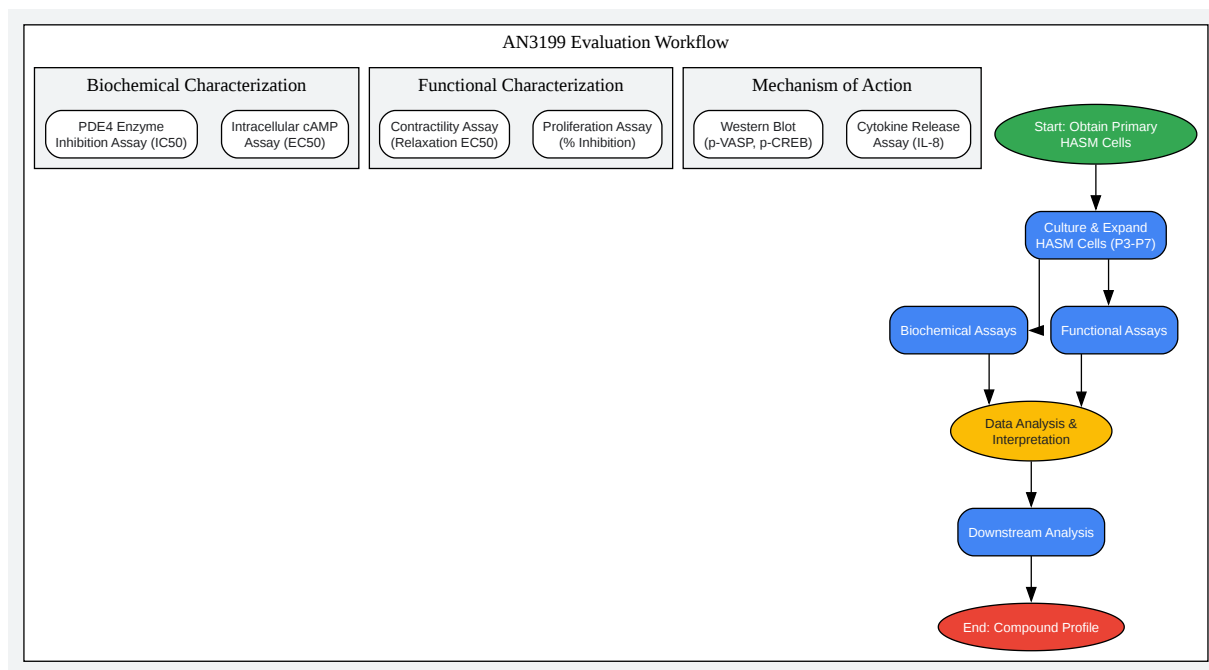 AN3199 Evaluation Workflow
Biochemical Characterization
PDE4 Enzyme
Inhibition Assay (IC50)
Intracellular cAMP
Assay (EC50)
Functional Characterization
Contractility Assay
(Relaxation EC50)
Proliferation Assay
(% Inhibition)
Mechanism of Action
Western Blot
(p-VASP, p-CREB)
Cytokine Release
Assay (IL-8)
Start: Obtain Primary
HASM Cells
Culture & Expand
HASM Cells (P3-P7)
Biochemical Assays
Functional Assays
Data Analysis &
Interpretation
Downstream Analysis
End: Compound Profile